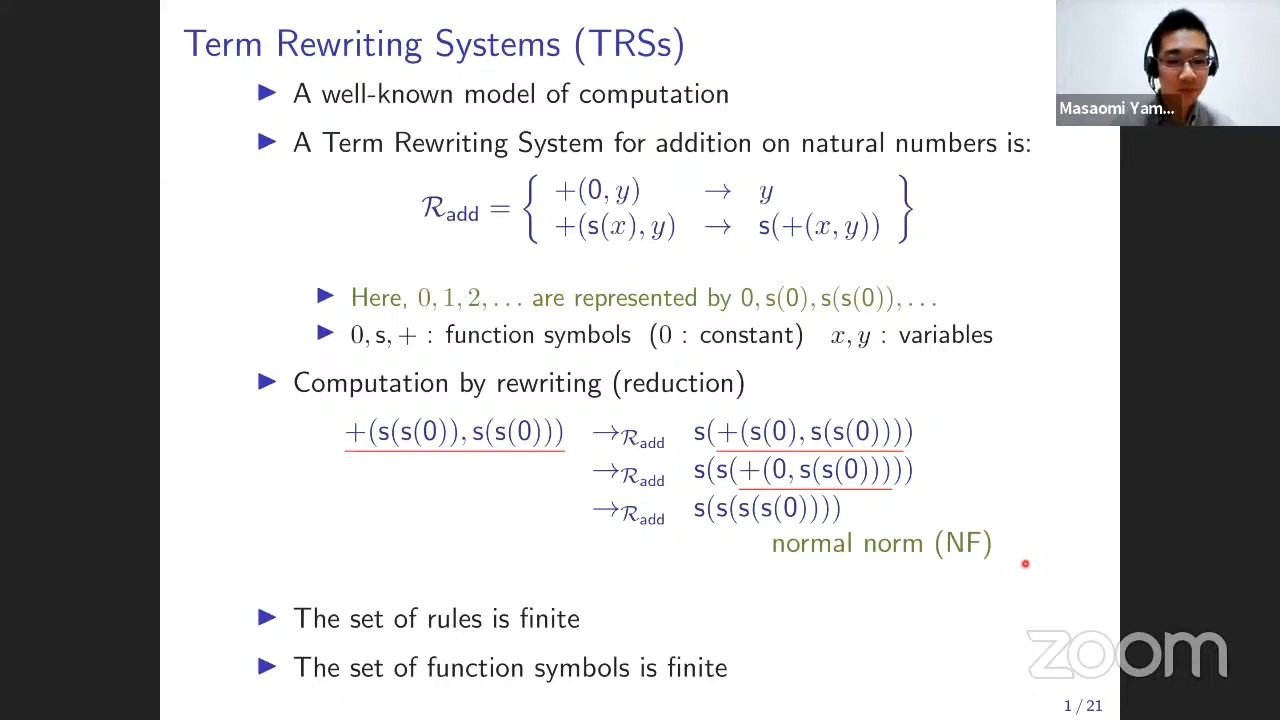 Term Rewriting Systems (TRSs)
Masaomi Yam...
▶ A well-known model of computation
▶ A Term Rewriting System for addition on natural numbers is:
R_add = { +(0, y) → y
+(s(x), y) → s(+(x, y)) }
▶ Here, 0, 1, 2, . . . are represented by 0, s(0), s(s(0)), . . .
▶ 0, s, + : function symbols (0 : constant) x, y : variables
▶ Computation by rewriting (reduction)
+(s(s(0)), s(s(0))) →R_add s(+(s(0), s(s(0))))
→R_add s(s(+(0, s(s(0)))))
→R_add s(s(s(s(0))))
normal norm (NF)
▶ The set of rules is finite
▶ The set of function symbols is finite
zoom
1 / 21